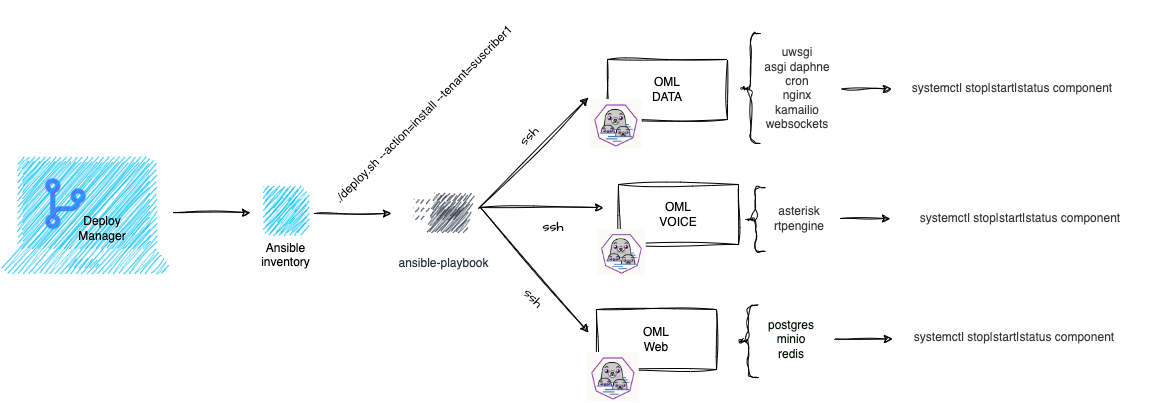 Deploy
Manager
Ansible
inventory
./deploy.sh --action=install --tenant=suscriber1
ansible-playbook
ssh
ssh
ssh
OML
DATA
uwsgi
asgi daphne
cron
nginx
kamailio
websockets
systemctl stop|start|status component
OML
VOICE
asterisk
rtpengine
systemctl stop|start|status component
OML
Web
postgres
minio
redis
systemctl stop|start|status component